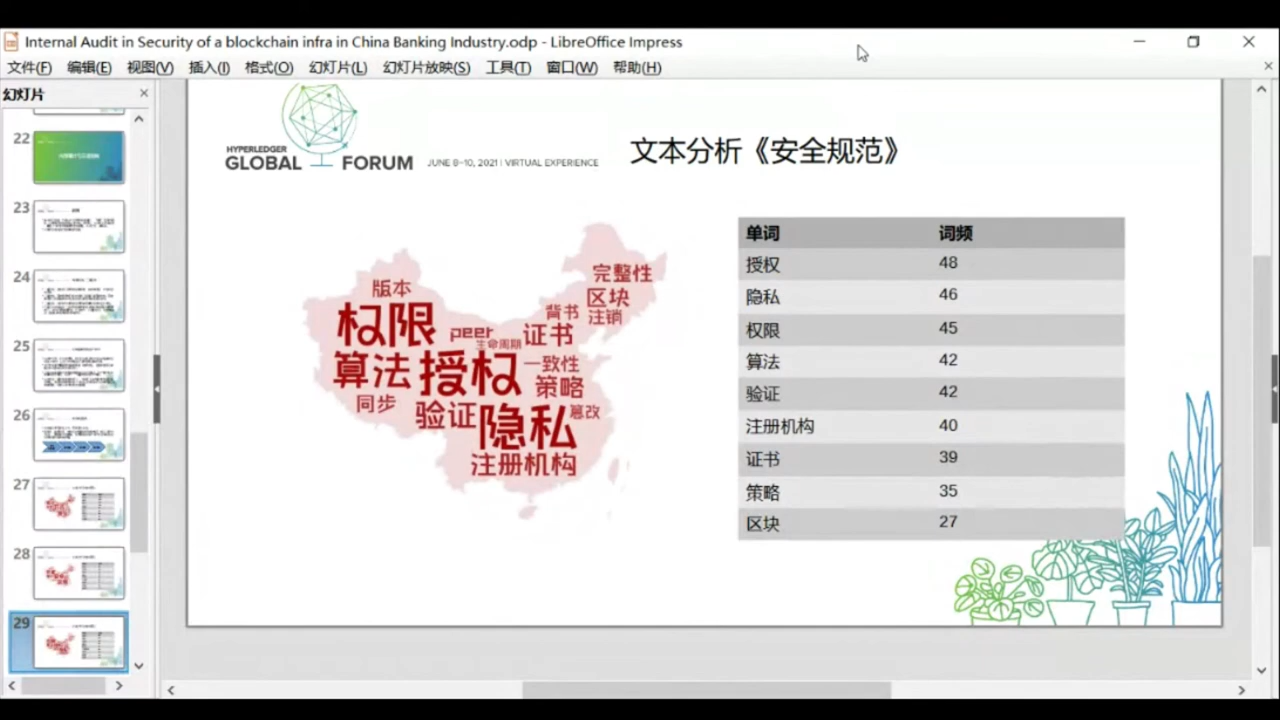 Internal Audit in Security of a blockchain infra in China Banking Industry.odp - LibreOffice Impress
文件(F) 编辑(E) 视图(V) 插入(I) 格式(O) 幻灯片(L) 幻灯片放映(S) 工具(T) 窗口(W) 帮助(H)
幻灯片
22
23
24
25
26
27
28
29
HYPERLEDGER
GLOBAL FORUM
JUNE 8-10, 2021 | VIRTUAL EXPERIENCE
文本分析《安全规范》
版本
完整性
权限
区块
背书
注销
peer
证书
生命周期
算法
授权
一致性
策略
同步
验证
隐私
篡改
注册机构
单词 词频
授权 48
隐私 46
权限 45
算法 42
验证 42
注册机构 40
证书 39
策略 35
区块 27